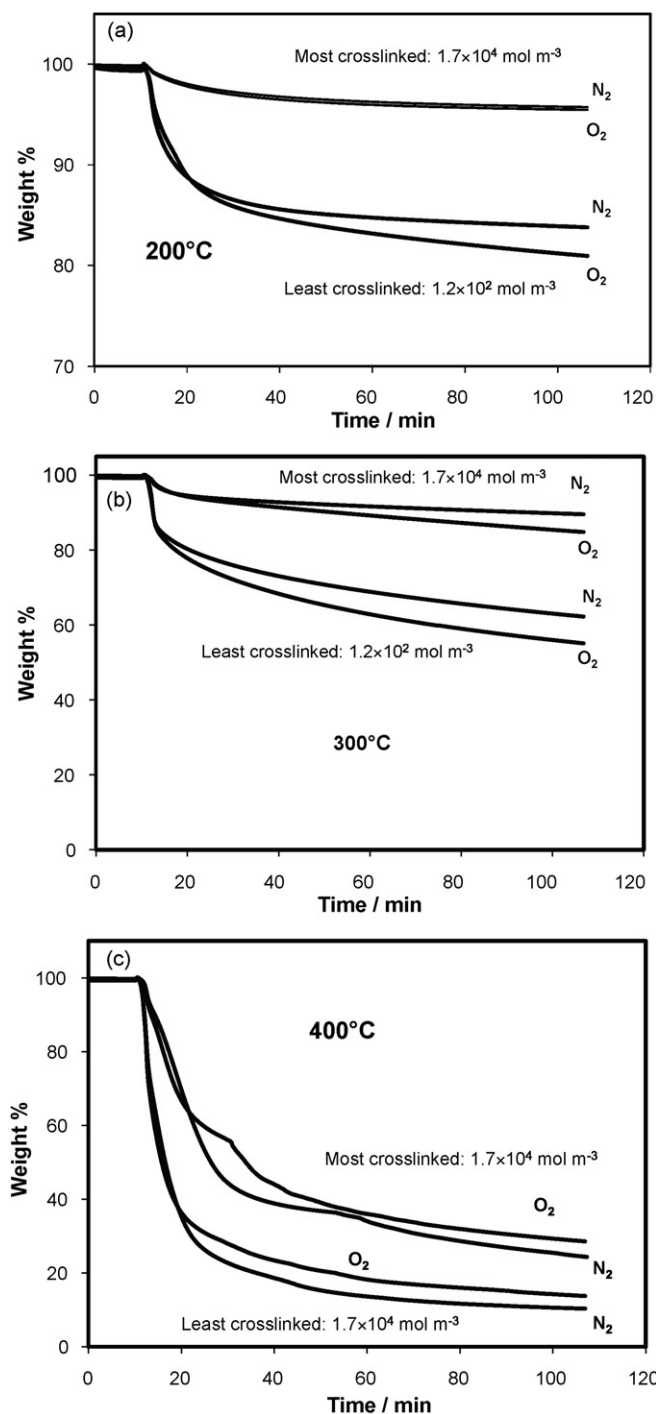 (a)
Most crosslinked: 1.7×10⁴ mol m⁻³
N₂
O₂
N₂
O₂
200°C
Least crosslinked: 1.2×10² mol m⁻³
Weight %
100
90
80
70
0 20 40 60 80 100 120
Time / min
(b)
Most crosslinked: 1.7×10⁴ mol m⁻³
N₂
O₂
N₂
O₂
Least crosslinked: 1.2×10² mol m⁻³
300°C
Weight %
100
80
60
40
20
0
0 20 40 60 80 100 120
Time / min
(c)
400°C
Most crosslinked: 1.7×10⁴ mol m⁻³
O₂
O₂
N₂
Least crosslinked: 1.7×10⁴ mol m⁻³
N₂
Weight %
100
80
60
40
20
0
0 20 40 60 80 100 120
Time / min